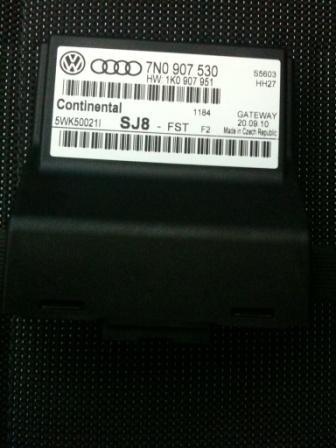 7N0 907 530
HW: 1K0 907 951
S5603
HH27
Continental
1184
GATEWAY
5WK50021I
SJ8 - FST F2
20.09.10
Made in Czech Republic